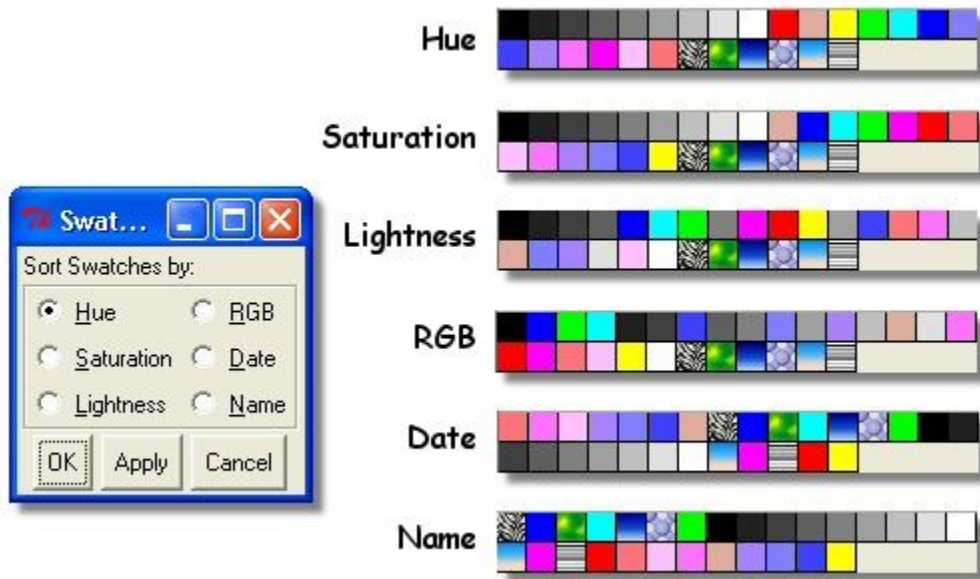 Swat...
Sort Swatches by:
Hue
RGB
Saturation
Date
Lightness
Name
OK
Apply
Cancel
Hue
Saturation
Lightness
RGB
Date
Name